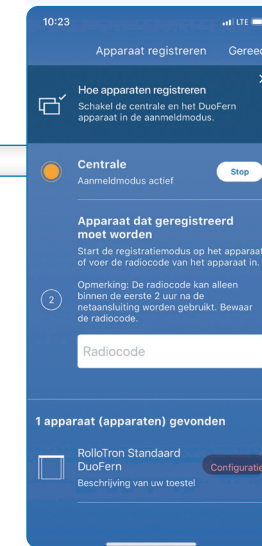 10:23
LTE
Apparaat registreren Gereed
Hoe apparaten registreren
Schakel de centrale en het DuoFern
apparaat in de aanmeldmodus.
Centrale
Stop
Aanmeldmodus actief
Apparaat dat geregistreerd
moet worden
Start de registratiemodus op het apparaat
of voer de radiocode van het apparaat in.
Opmerking: De radiocode kan alleen
binnen de eerste 2 uur na de
netaansluiting worden gebruikt. Bewaar
de radiocode.
2
Radiocode
1 apparaat (apparaten) gevonden
RolloTron Standaard
DuoFern
Configuratie
Beschrijving van uw toestel